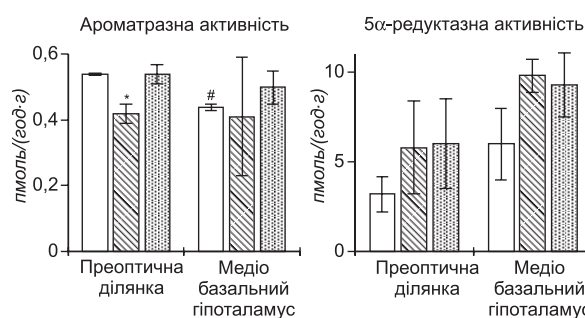 Ароматразна активність
0,6
0,4
0,2
0
пмоль/(год·г)
*
#
Преоптична
ділянка
Медіо
базальний
гіпоталамус
5α-редуктазна активність
10
5
0
пмоль/(год·г)
Преоптична
ділянка
Медіо
базальний
гіпоталамус